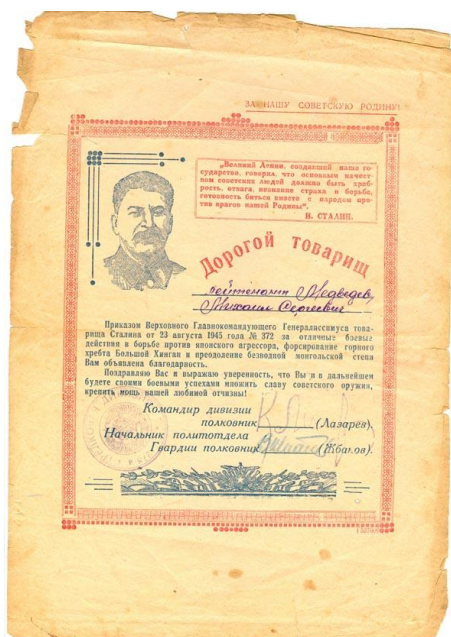 ЗА НАШУ СОВЕТСКУЮ РОДИНУ!
„Великий Ленин, создавший наше го-
сударство, говорил, что основным качест-
вом советских людей должно быть храб-
рость, отвага, незнание страха в борьбе,
готовность биться вместе с народом про-
тив врагов нашей Родины".
И. СТАЛИН.
Дорогой товарищ
лейтенант Медведев
Михаил Сергеевич
Приказом Верховного Главнокомандующего Генералиссимуса това-
рища Сталина от 23 августа 1945 года № 372 за отличные боевые
действия в борьбе против японского агрессора, форсирование горного
хребта Большой Хинган и преодоление безводной монгольской степи
Вам объявлена благодарность.
Поздравляю Вас и выражаю уверенность, что Вы и в дальнейшем
будете своими боевыми успехами множить славу советского оружия,
крепить мощь нашей любимой отчизны!
Командир дивизии
полковник (Лазарев),
Начальник политотдела
Гвардии полковник (Жбанов).